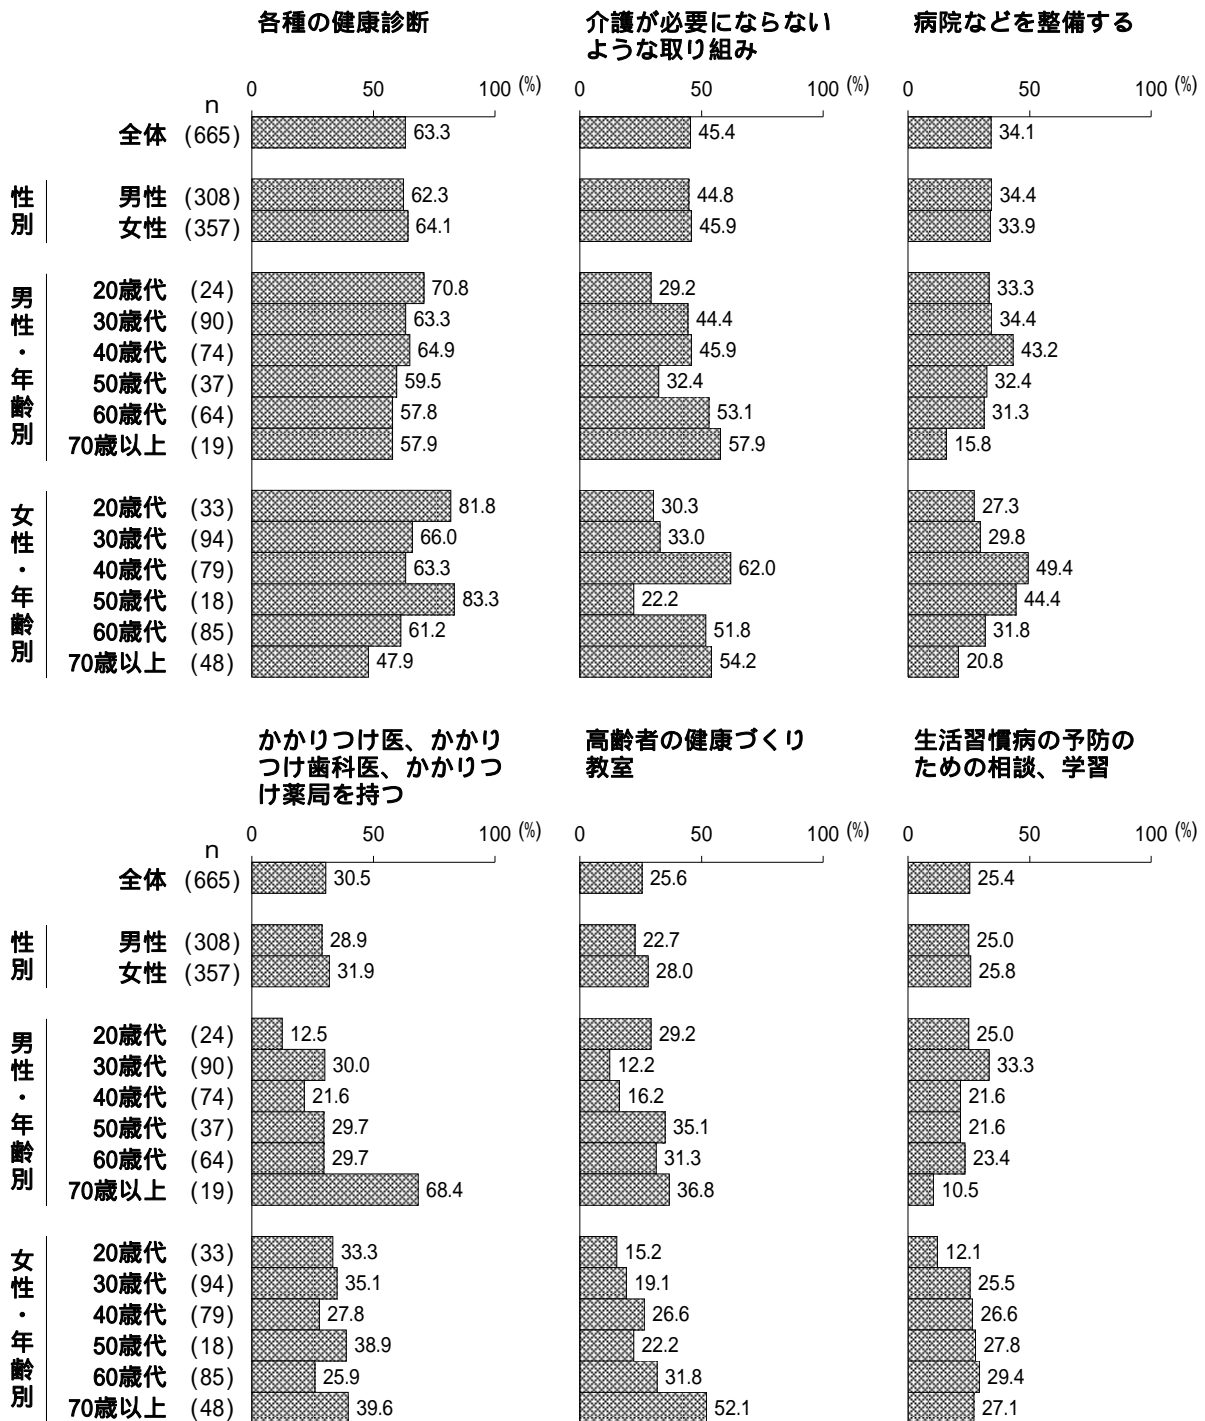 各種の健康診断 介護が必要にならない 病院などを整備する
ような取り組み
0 50 100 (%) 0 50 100 (%) 0 50 100 (%)
n
全体 (665) 63.3 45.4 34.1
性別
男性 (308) 62.3 44.8 34.4
女性 (357) 64.1 45.9 33.9
男性・年齢別
20歳代 (24) 70.8 29.2 33.3
30歳代 (90) 63.3 44.4 34.4
40歳代 (74) 64.9 45.9 43.2
50歳代 (37) 59.5 32.4 32.4
60歳代 (64) 57.8 53.1 31.3
70歳以上 (19) 57.9 57.9 15.8
女性・年齢別
20歳代 (33) 81.8 30.3 27.3
30歳代 (94) 66.0 33.0 29.8
40歳代 (79) 63.3 62.0 49.4
50歳代 (18) 83.3 22.2 44.4
60歳代 (85) 61.2 51.8 31.8
70歳以上 (48) 47.9 54.2 20.8
かかりつけ医、かかり 高齢者の健康づくり 生活習慣病の予防の
つけ歯科医、かかりつ 教室 ための相談、学習
け薬局を持つ
0 50 100 (%) 0 50 100 (%) 0 50 100 (%)
n
全体 (665) 30.5 25.6 25.4
性別
男性 (308) 28.9 22.7 25.0
女性 (357) 31.9 28.0 25.8
男性・年齢別
20歳代 (24) 12.5 29.2 25.0
30歳代 (90) 30.0 12.2 33.3
40歳代 (74) 21.6 16.2 21.6
50歳代 (37) 29.7 35.1 21.6
60歳代 (64) 29.7 31.3 23.4
70歳以上 (19) 68.4 36.8 10.5
女性・年齢別
20歳代 (33) 33.3 15.2 12.1
30歳代 (94) 35.1 19.1 25.5
40歳代 (79) 27.8 26.6 26.6
50歳代 (18) 38.9 22.2 27.8
60歳代 (85) 25.9 31.8 29.4
70歳以上 (48) 39.6 52.1 27.1